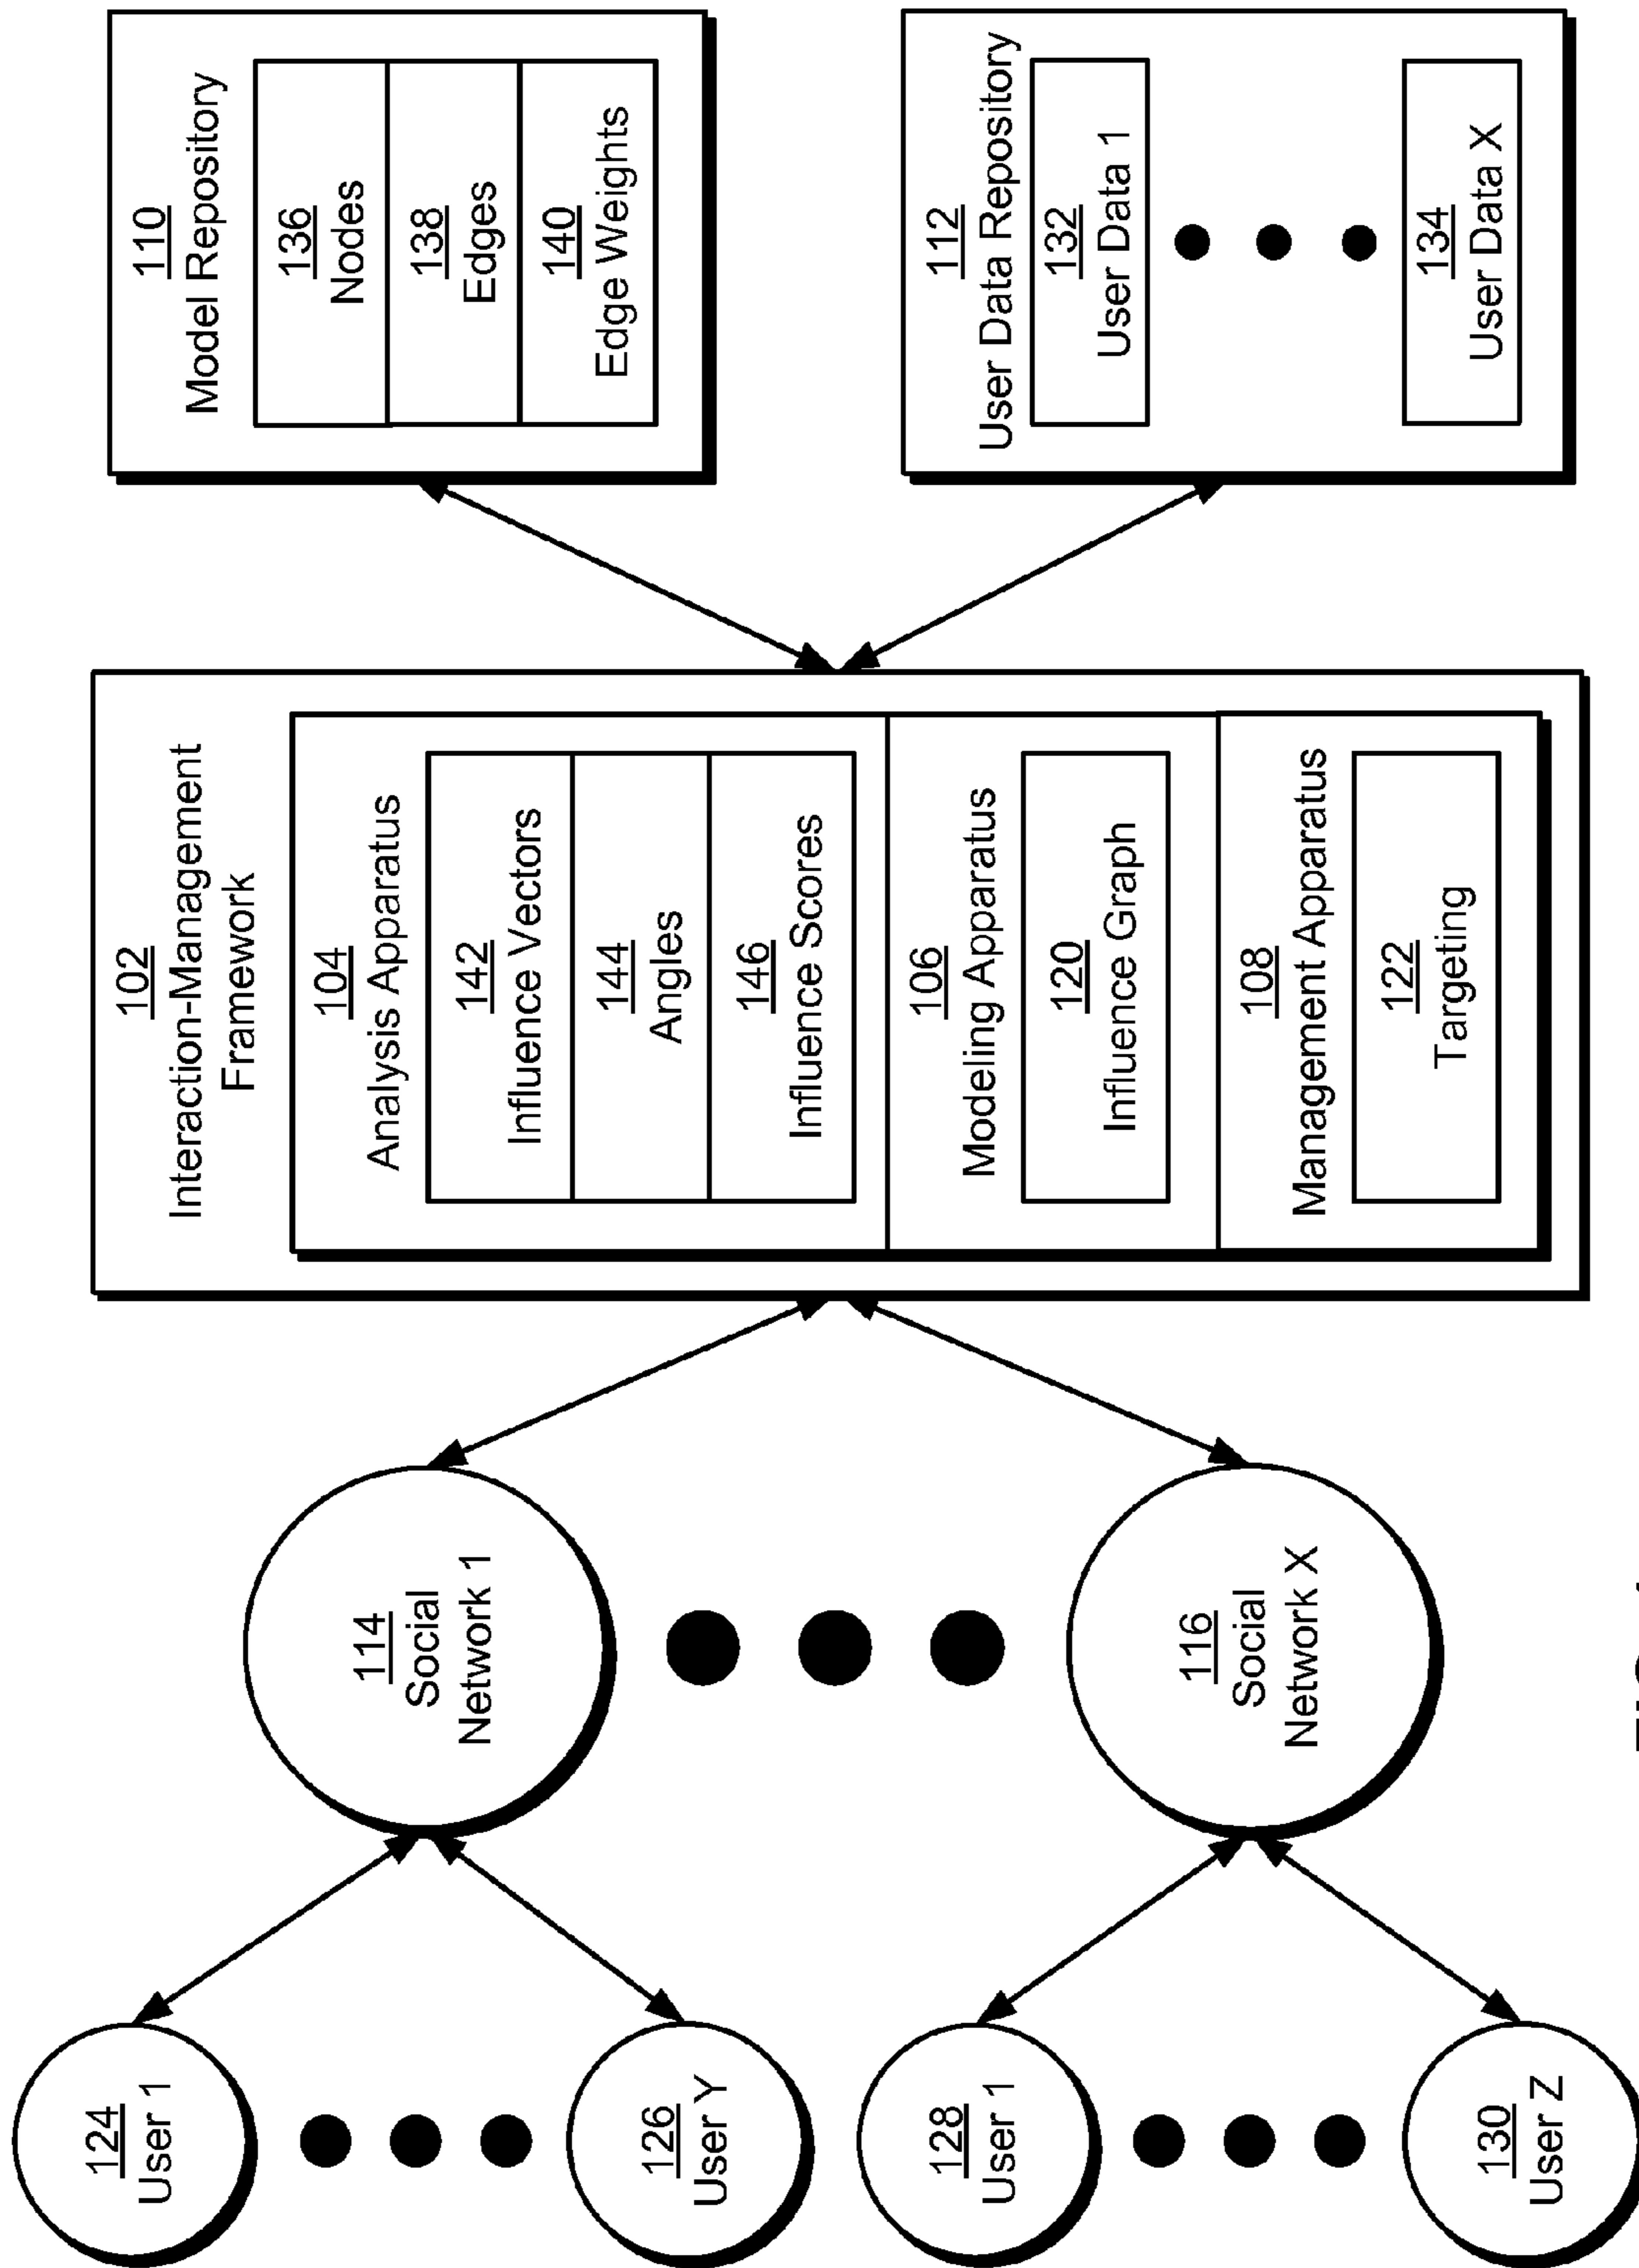 124
User 1
126
User Y
128
User 1
130
User Z
114
Social
Network 1
116
Social
Network X
102
Interaction-Management
Framework
104
Analysis Apparatus
142
Influence Vectors
144
Angles
146
Influence Scores
106
Modeling Apparatus
120
Influence Graph
108
Management Apparatus
122
Targeting
110
Model Repository
136
Nodes
138
Edges
140
Edge Weights
112
User Data Repository
132
User Data 1
134
User Data X